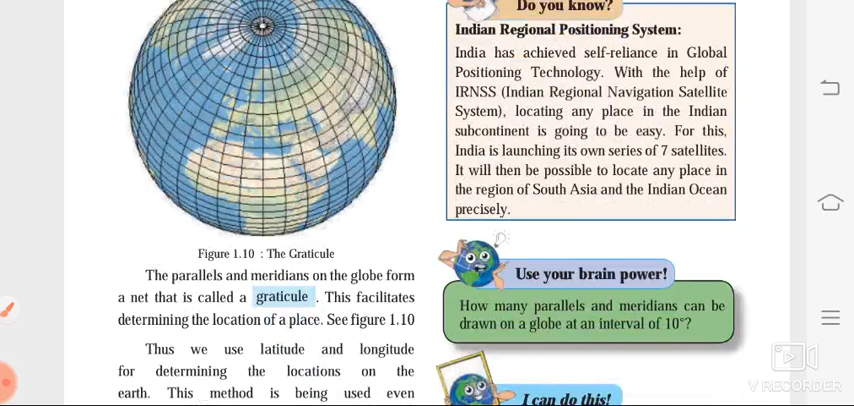 Figure 1.10 : The Graticule
The parallels and meridians on the globe form
a net that is called a graticule . This facilitates
determining the location of a place. See figure 1.10
Thus we use latitude and longitude
for determining the locations on the
earth. This method is being used even
Do you know?
Indian Regional Positioning System:
India has achieved self-reliance in Global
Positioning Technology. With the help of
IRNSS (Indian Regional Navigation Satellite
System), locating any place in the Indian
subcontinent is going to be easy. For this,
India is launching its own series of 7 satellites.
It will then be possible to locate any place in
the region of South Asia and the Indian Ocean
precisely.
Use your brain power!
How many parallels and meridians can be
drawn on a globe at an interval of 10°?
I can do this!
V RECORDER